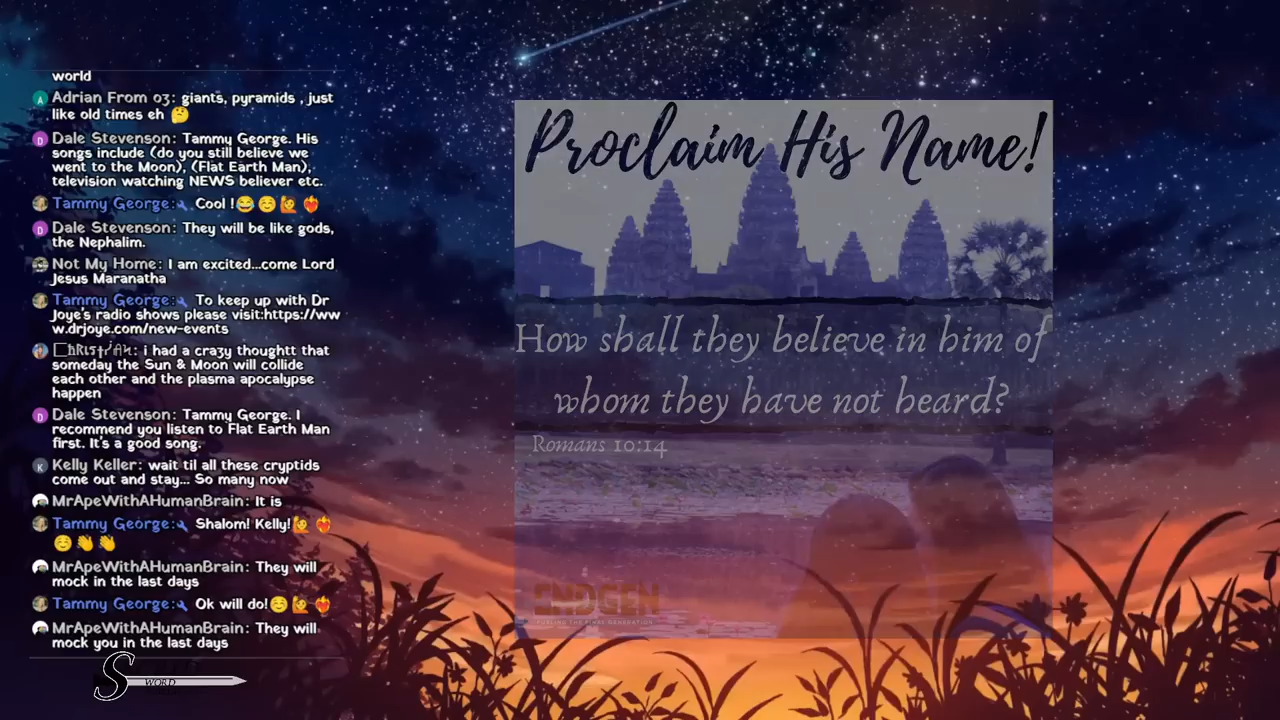 world
Adrian From 03: giants, pyramids , just
like old times eh 🤔
Dale Stevenson: Tammy George. His
songs include (do you still believe we
went to the Moon), (Flat Earth Man),
television watching NEWS believer etc.
Tammy George: Cool !😂☺️🙋❤️‍🔥
Dale Stevenson: They will be like gods,
the Nephalim.
Not My Home: I am excited...come Lord
Jesus Maranatha
Tammy George: To keep up with Dr
Joye's radio shows please visit:https://ww
w.drjoye.com/new-events
i had a crazy thoughtt that
someday the Sun & Moon will collide
each other and the plasma apocalypse
happen
Dale Stevenson: Tammy George. I
recommend you listen to Flat Earth Man
first. It's a good song.
Kelly Keller: wait til all these cryptids
come out and stay... So many now
MrApeWithAHumanBrain: It is
Tammy George: Shalom! Kelly!🙋❤️‍🔥
☺️👋👋
MrApeWithAHumanBrain: They will
mock in the last days
Tammy George: Ok will do!☺️🙋❤️‍🔥
MrApeWithAHumanBrain: They will
mock you in the last days
SWORD
Proclaim His Name!
How shall they believe in him of
whom they have not heard?
Romans 10:14
ENDGEN
FUELING THE FINAL GENERATION